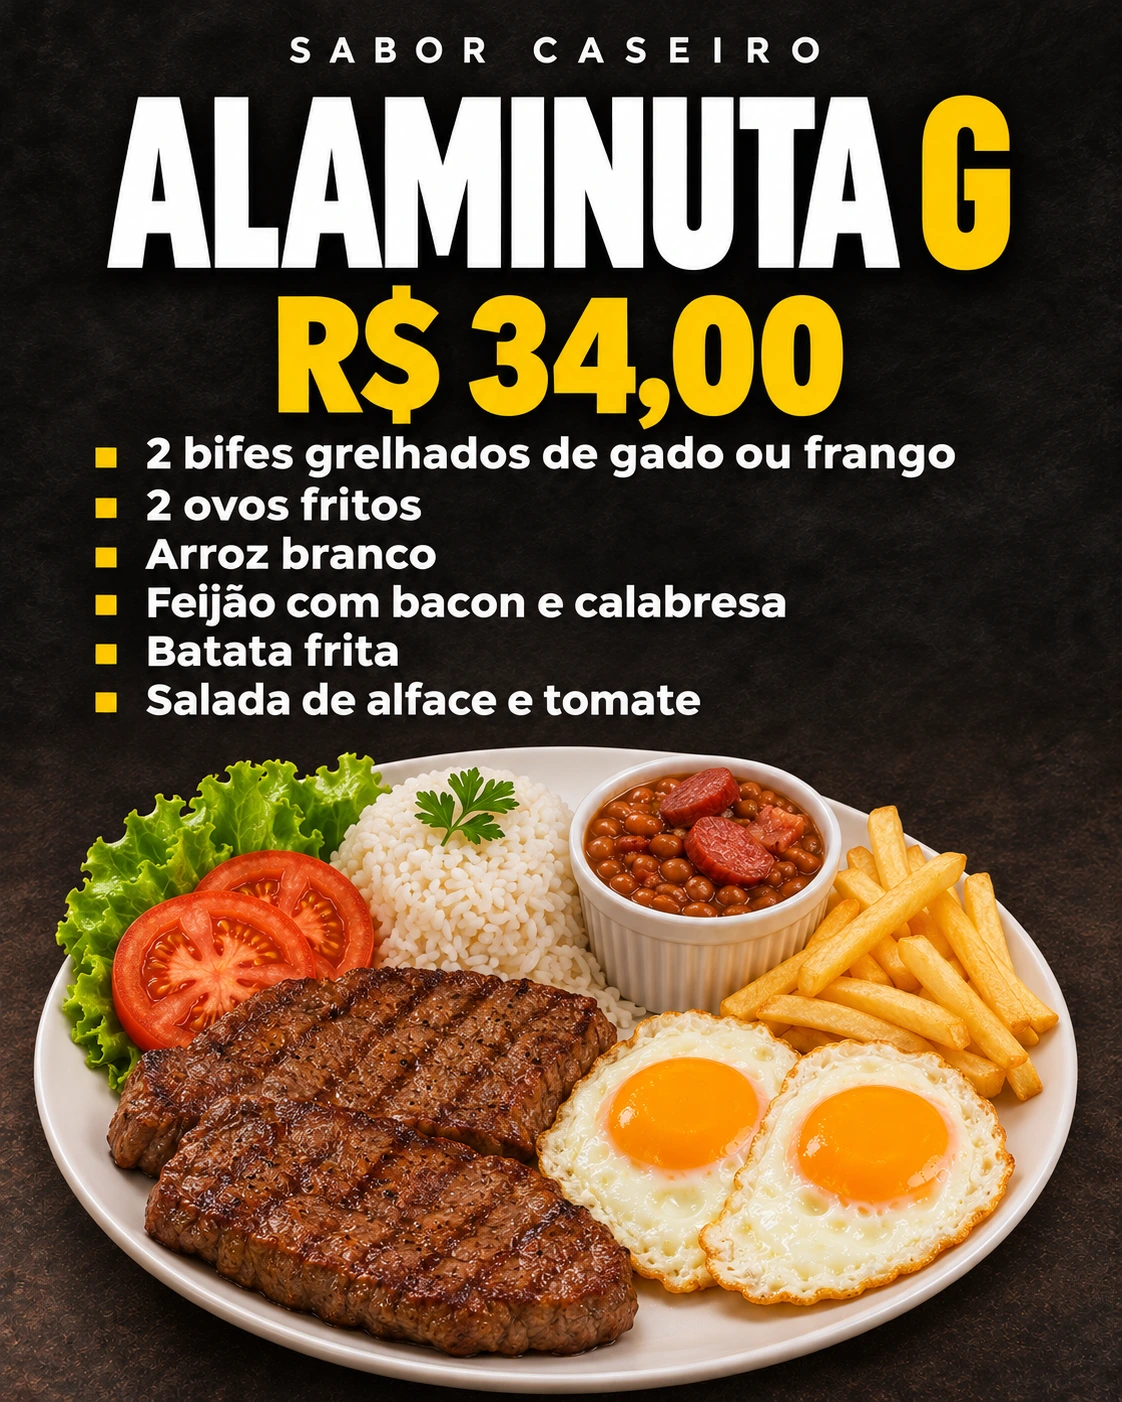 SABOR CASEIRO
ALAMINUTA G
R$ 34,00
2 bifes grelhados de gado ou frango
2 ovos fritos
Arroz branco
Feijão com bacon e calabresa
Batata frita
Salada de alface e tomate